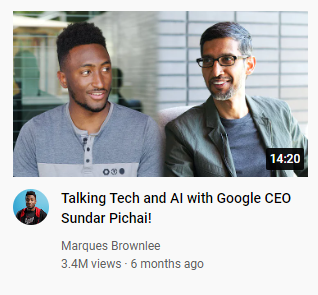 14:20
Talking Tech and AI with Google CEO
Sundar Pichai!
Marques Brownlee
3.4M views · 6 months ago